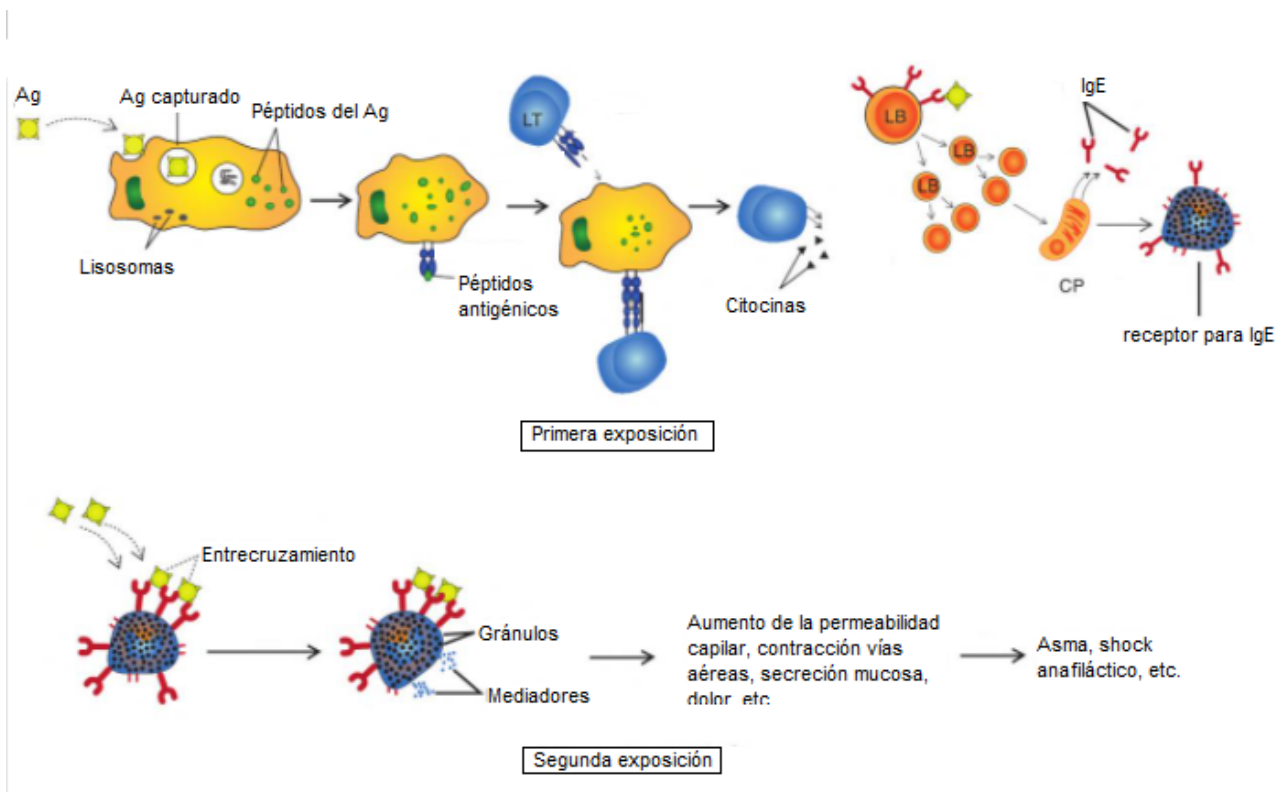 Ag
Ag capturado
Péptidos del Ag
Lisosomas
Péptidos
antigénicos
LT
Citocinas
LB
LB
LB
IgE
CP
receptor para IgE
Primera exposición
Entrecruzamiento
Gránulos
Mediadores
Aumento de la permeabilidad
capilar, contracción vías
aéreas, secreción mucosa,
dolor, etc
Asma, shock
anafiláctico, etc.
Segunda exposición